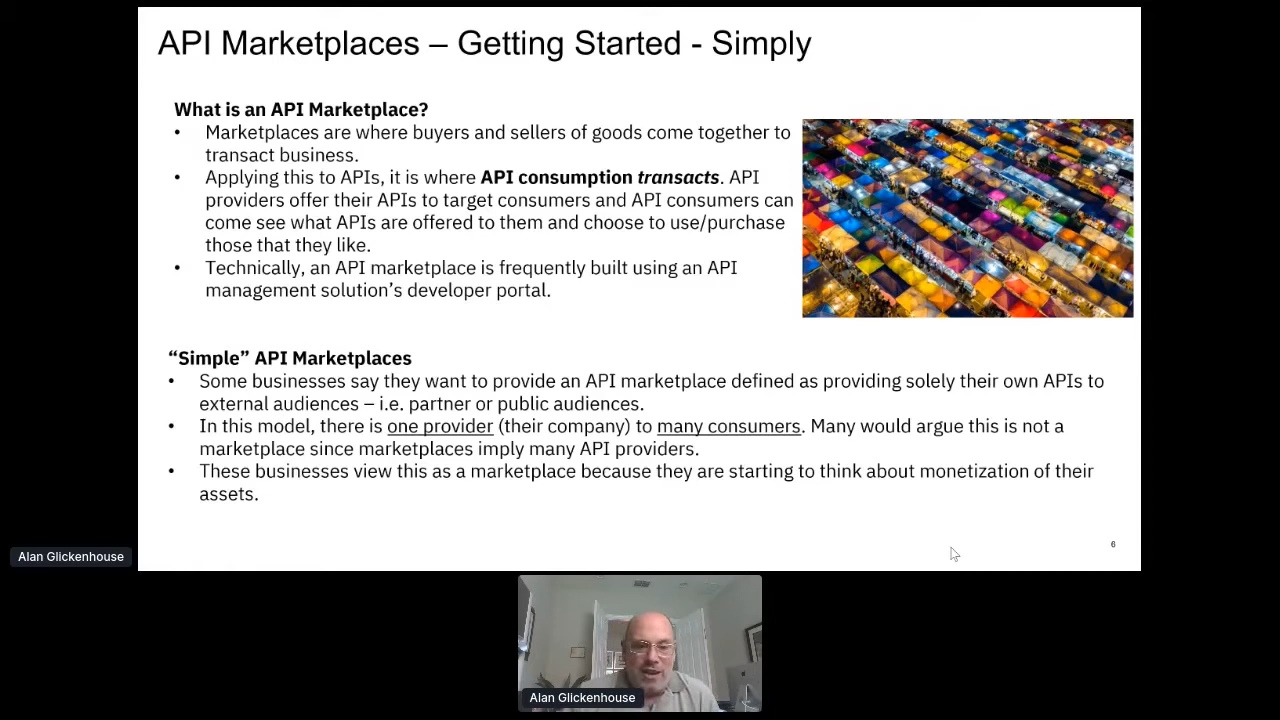 API Marketplaces – Getting Started - Simply
What is an API Marketplace?
• Marketplaces are where buyers and sellers of goods come together to
transact business.
• Applying this to APIs, it is where API consumption transacts. API
providers offer their APIs to target consumers and API consumers can
come see what APIs are offered to them and choose to use/purchase
those that they like.
• Technically, an API marketplace is frequently built using an API
management solution’s developer portal.
“Simple” API Marketplaces
• Some businesses say they want to provide an API marketplace defined as providing solely their own APIs to
external audiences – i.e. partner or public audiences.
• In this model, there is one provider (their company) to many consumers. Many would argue this is not a
marketplace since marketplaces imply many API providers.
• These businesses view this as a marketplace because they are starting to think about monetization of their
assets.
6
Alan Glickenhouse
Alan Glickenhouse